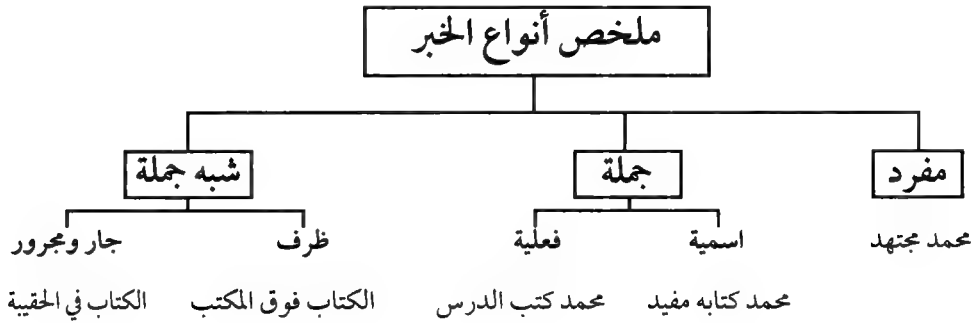 ملخص أنواع الخبر
مفرد
جملة
شبه جملة
اسمية
فعلية
ظرف
جار ومجرور
محمد مجتهد
محمد كتابه مفيد
محمد كتب الدرس
الكتاب فوق المكتب
الكتاب في الحقيبة